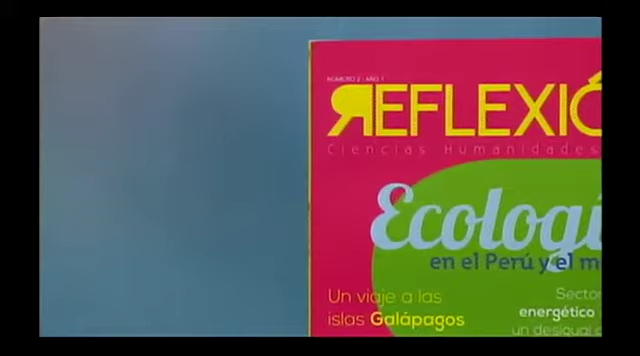 NÚMERO 2 - AÑO 1
REFLEXIÓ
Ciencias Humanidades
Ecologí
en el Perú y el m
Un viaje a las
islas Galápagos
Sector
energético
un desigual